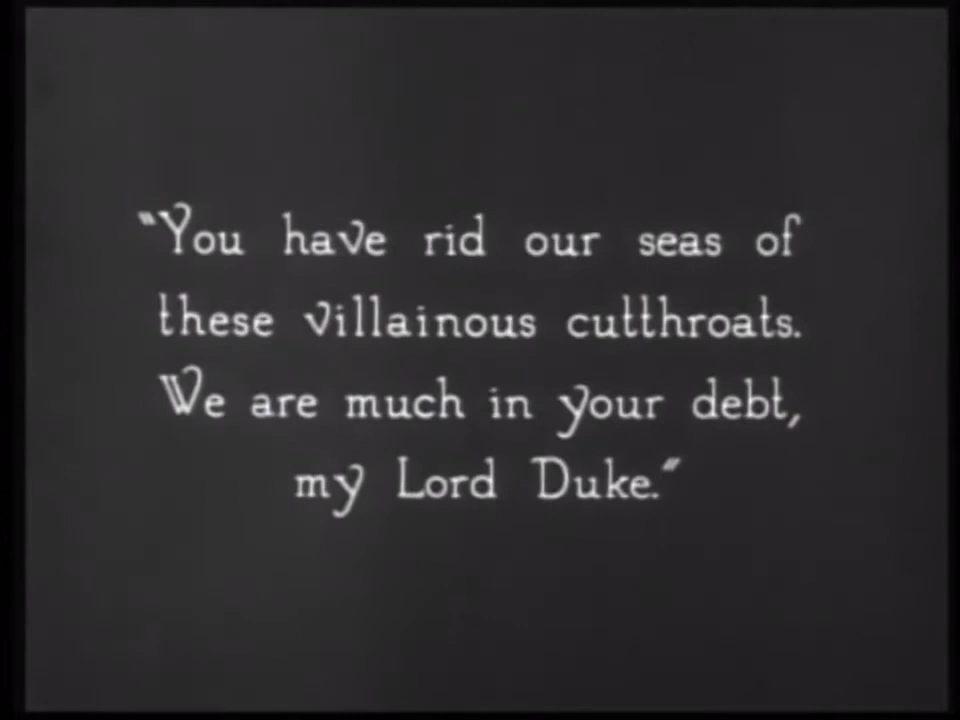 "You have rid our seas of
these villainous cutthroats.
We are much in your debt,
my Lord Duke."